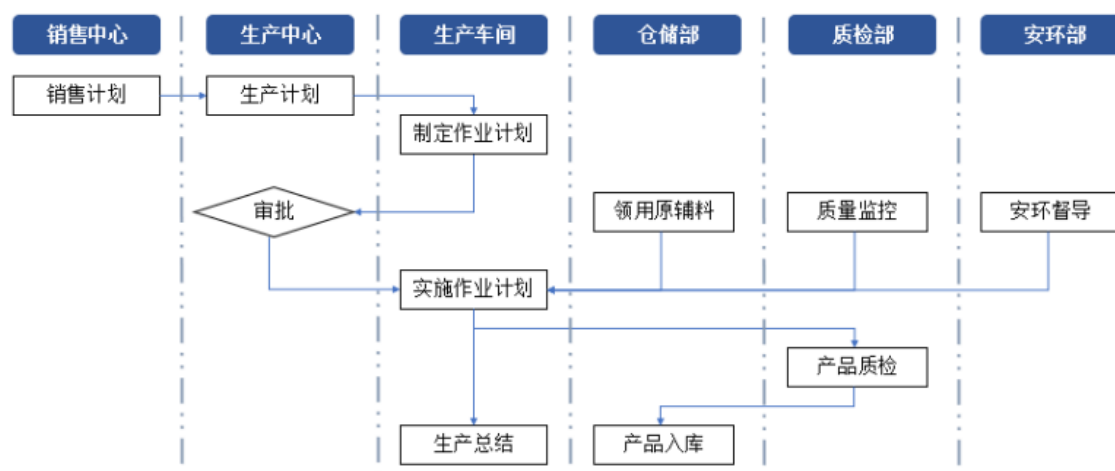 销售中心
生产中心
生产车间
仓储部
质检部
安环部
销售计划
生产计划
制定作业计划
审批
领用原辅料
质量监控
安环督导
实施作业计划
产品质检
生产总结
产品入库